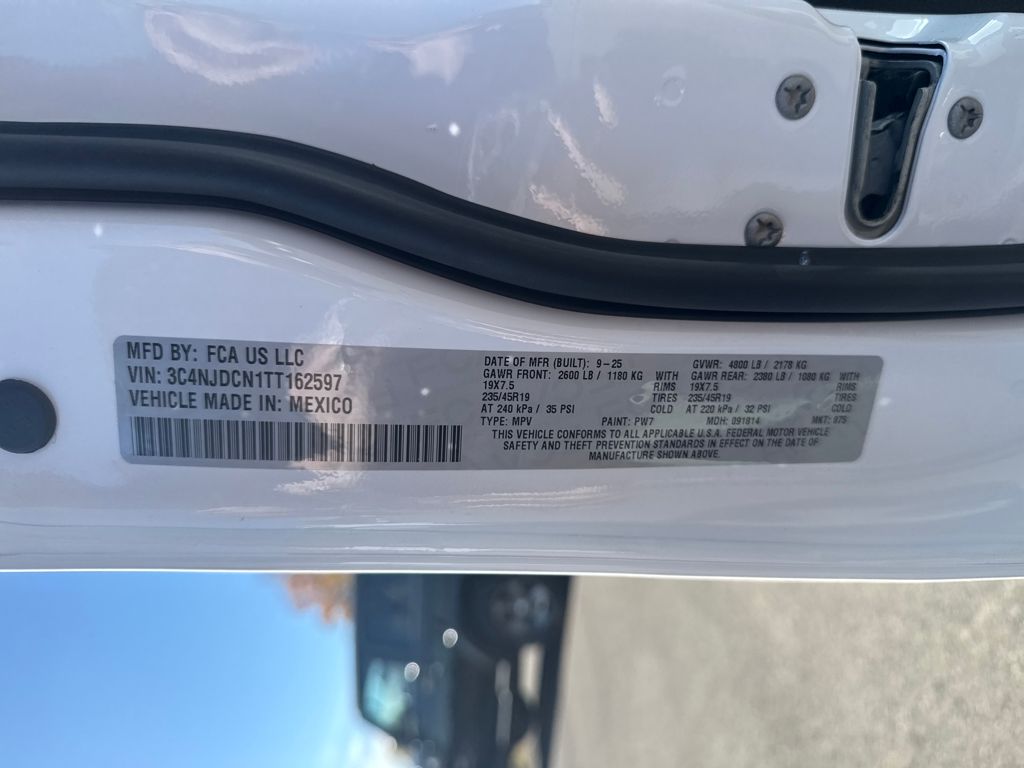 MFD BY: FCA US LLC
VIN: 3C4NJDCN1TT162597
VEHICLE MADE IN: MEXICO
DATE OF MFR (BUILT): 9-25 GVWR: 4800 LB / 2178 KG
GAWR FRONT: 2600 LB / 1180 KG WITH GAWR REAR: 2380 LB / 1080 KG WITH
19X7.5 RIMS 19X7.5 RIMS
235/45R19 TIRES 235/45R19 TIRES
AT 240 kPa / 35 PSI COLD AT 220 kPa / 32 PSI COLD
TYPE: MPV PAINT: PW7 MDH: 091814 MKT: 975
THIS VEHICLE CONFORMS TO ALL APPLICABLE U.S.A. FEDERAL MOTOR VEHICLE
SAFETY AND THEFT PREVENTION STANDARDS IN EFFECT ON THE DATE OF
MANUFACTURE SHOWN ABOVE.